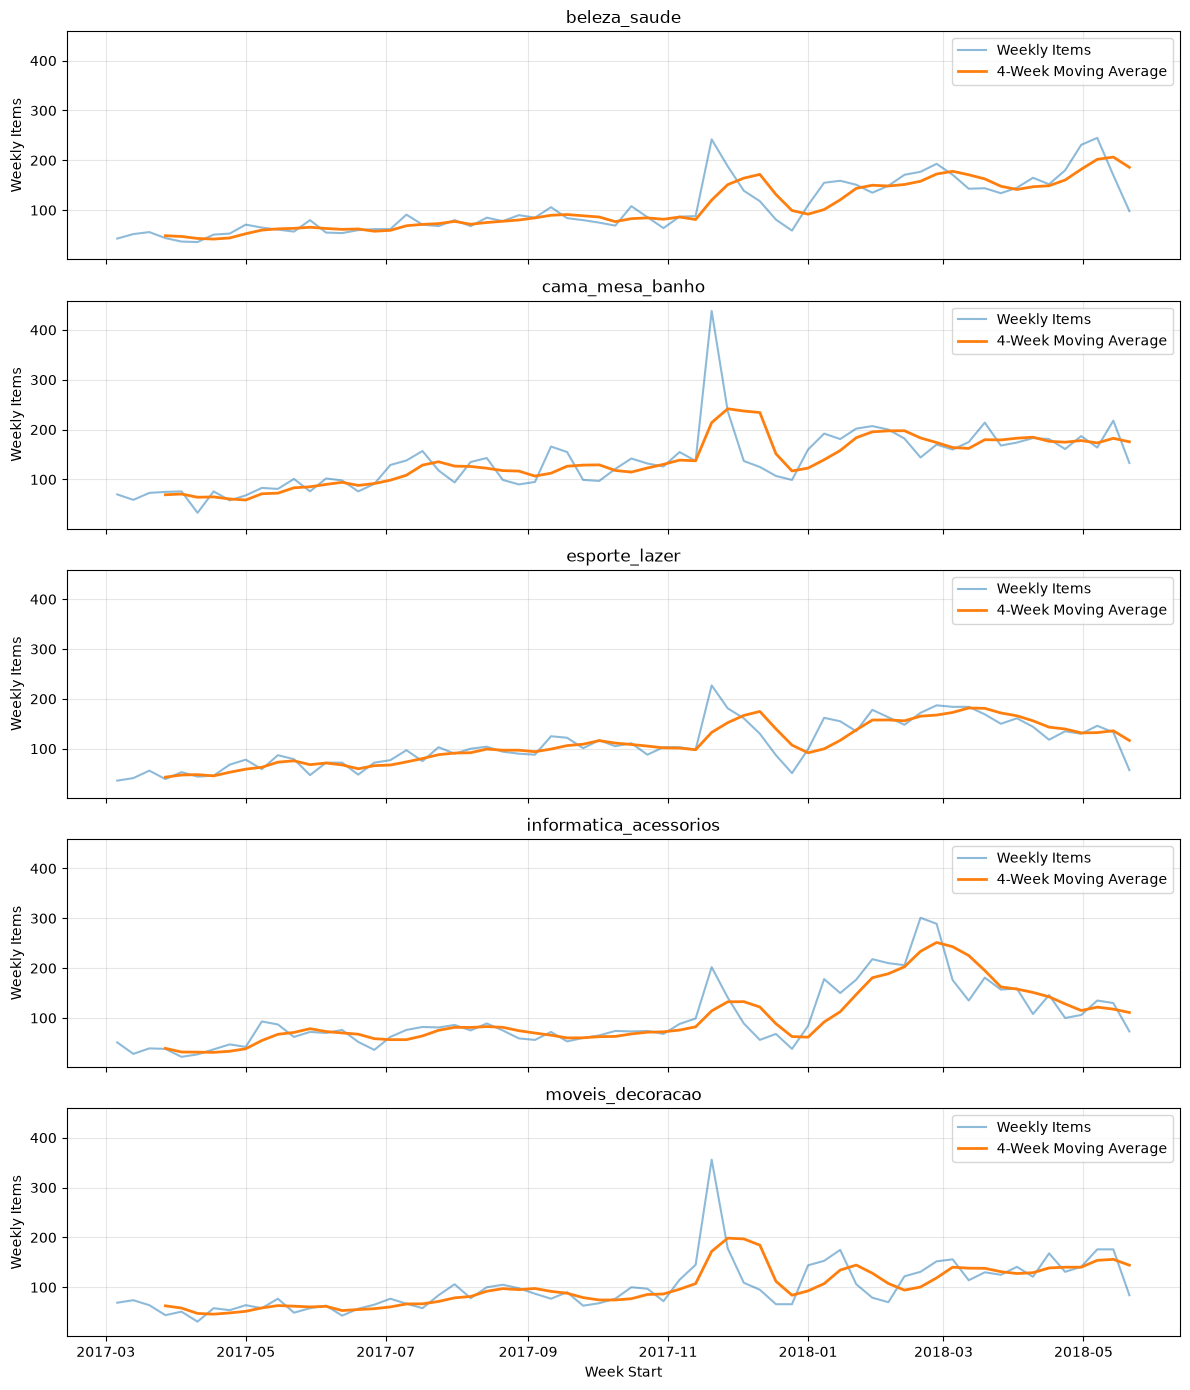 beleza_saude
Weekly Items
400
300
200
100
Weekly Items
4-Week Moving Average
cama_mesa_banho
Weekly Items
400
300
200
100
Weekly Items
4-Week Moving Average
esporte_lazer
Weekly Items
400
300
200
100
Weekly Items
4-Week Moving Average
informatica_acessorios
Weekly Items
400
300
200
100
Weekly Items
4-Week Moving Average
moveis_decoracao
Weekly Items
400
300
200
100
Weekly Items
4-Week Moving Average
2017-03 2017-05 2017-07 2017-09 2017-11 2018-01 2018-03 2018-05
Week Start